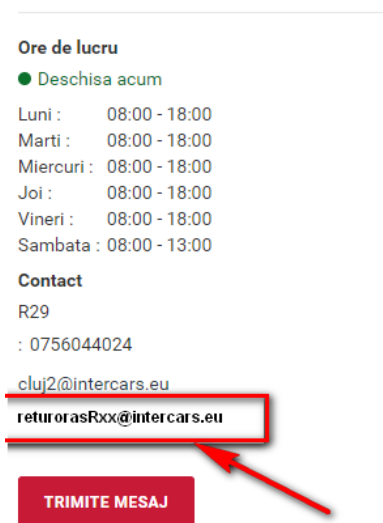 Ore de lucru
Deschisa acum
Luni : 08:00 - 18:00
Marti : 08:00 - 18:00
Miercuri : 08:00 - 18:00
Joi : 08:00 - 18:00
Vineri : 08:00 - 18:00
Sambata : 08:00 - 13:00
Contact
R29
: 0756044024
cluj2@intercars.eu
returorasRxx@intercars.eu
TRIMITE MESAJ